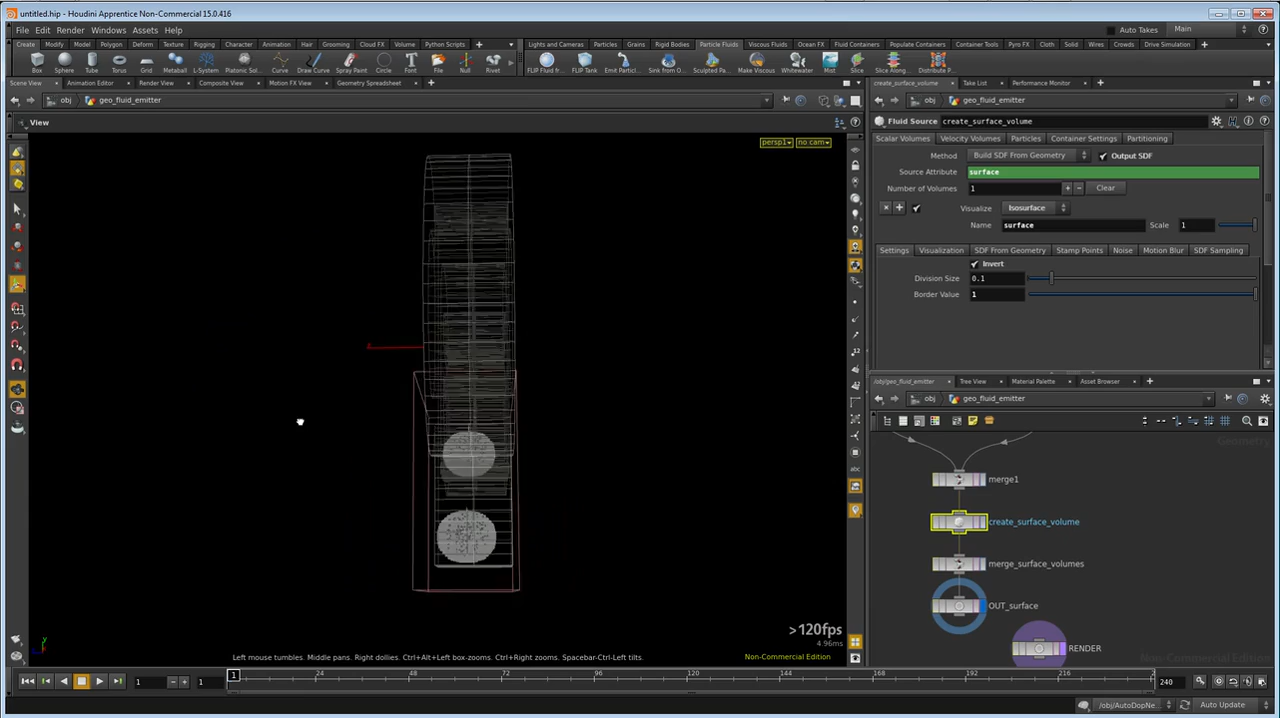 untitled.hip - Houdini Apprentice Non-Commercial 15.0.416
File Edit Render Windows Assets Help
Auto Takes Main
Create Modify Model Polygon Deform Texture Rigging Character Animation Hair Grooming Cloud FX Volume Python Scripts
Lights and Cameras Particles Grains Rigid Bodies Particle Fluids Viscous Fluids Ocean FX Fluid Containers Populate Containers Container Tools Pyro FX Cloth Solid Wires Crowds Drive Simulation
Box Sphere Tube Torus Grid Metaball L-System Platonic Sol... Curve Draw Curve Spray Paint Circle Font File Null Rivet
FLIP Fluid fr... FLIP Tank Emit Particl... Sink from O... Sculpted Pa... Make Viscous Whitewater Mist Slice Slice Along... Distribute P...
Scene View Animation Editor Render View Composite View Motion FX View Geometry Spreadsheet
create_surface_volume Take List Performance Monitor
obj geo_fluid_emitter
obj geo_fluid_emitter
View
Fluid Source create_surface_volume
persp1 no cam
Scalar Volumes Velocity Volumes Particles Container Settings Partitioning
Method Build SDF From Geometry Output SDF
Source Attribute surface
Number of Volumes 1 + − Clear
Visualize Isosurface
Name surface Scale 1
Settings Visualization SDF From Geometry Stamp Points Noise Motion Blur SDF Sampling
Invert
Division Size 0.1
Border Value 1
/obj/geo_fluid_emitter Tree View Material Palette Asset Browser
obj geo_fluid_emitter
Geometry
merge1
create_surface_volume
merge_surface_volumes
OUT_surface
RENDER
Non-Commercial Edition
>120fps
4.96ms
Left mouse tumbles. Middle pans. Right dollies. Ctrl+Alt+Left box-zooms. Ctrl+Right zooms. Spacebar-Ctrl-Left tilts.
Non-Commercial Edition
1 1 1 24 48 72 96 120 144 168 192 216 2 240
/obj/AutoDopNe... Auto Update